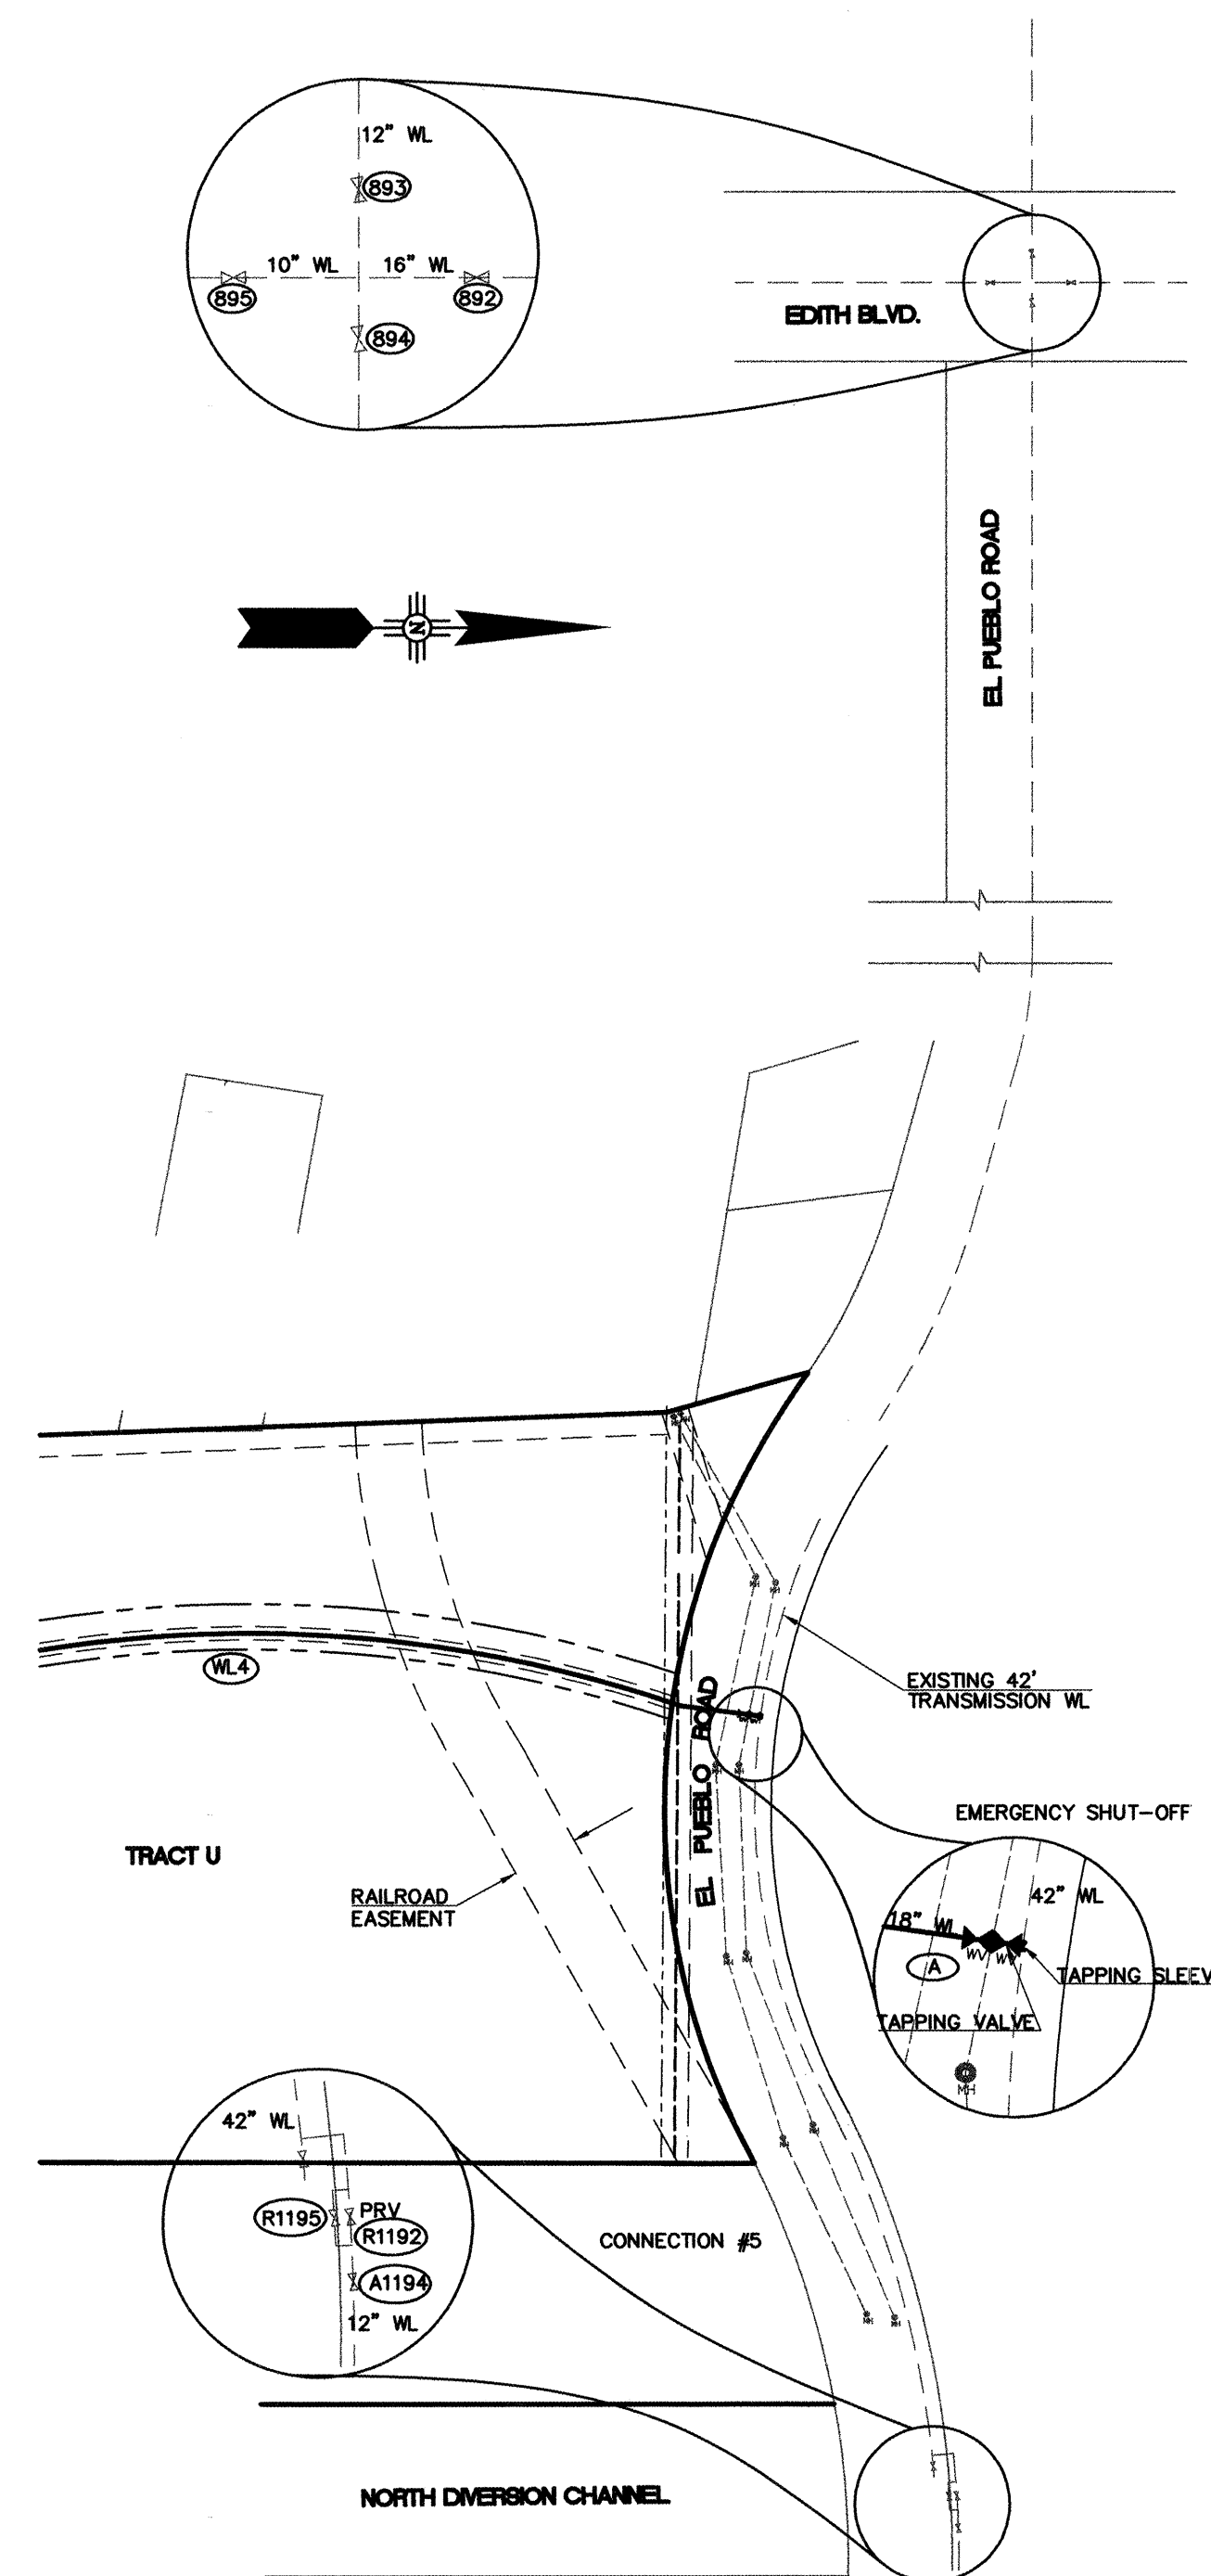 12" WL
893
10" WL
16" WL
895
892
894
EDITH BLVD.
EL PUEBLO ROAD
N
WL4
EXISTING 42'
TRANSMISSION WL
EL PUEBLO ROAD
EMERGENCY SHUT-OFF
TRACT U
RAILROAD
EASEMENT
42" WL
18" WL
WV WV
A
TAPPING SLEEV
TAPPING VALVE
MH
42" WL
R1195
PRV
R1192
A1194
12" WL
CONNECTION #5
NORTH DIVERSION CHANNEL